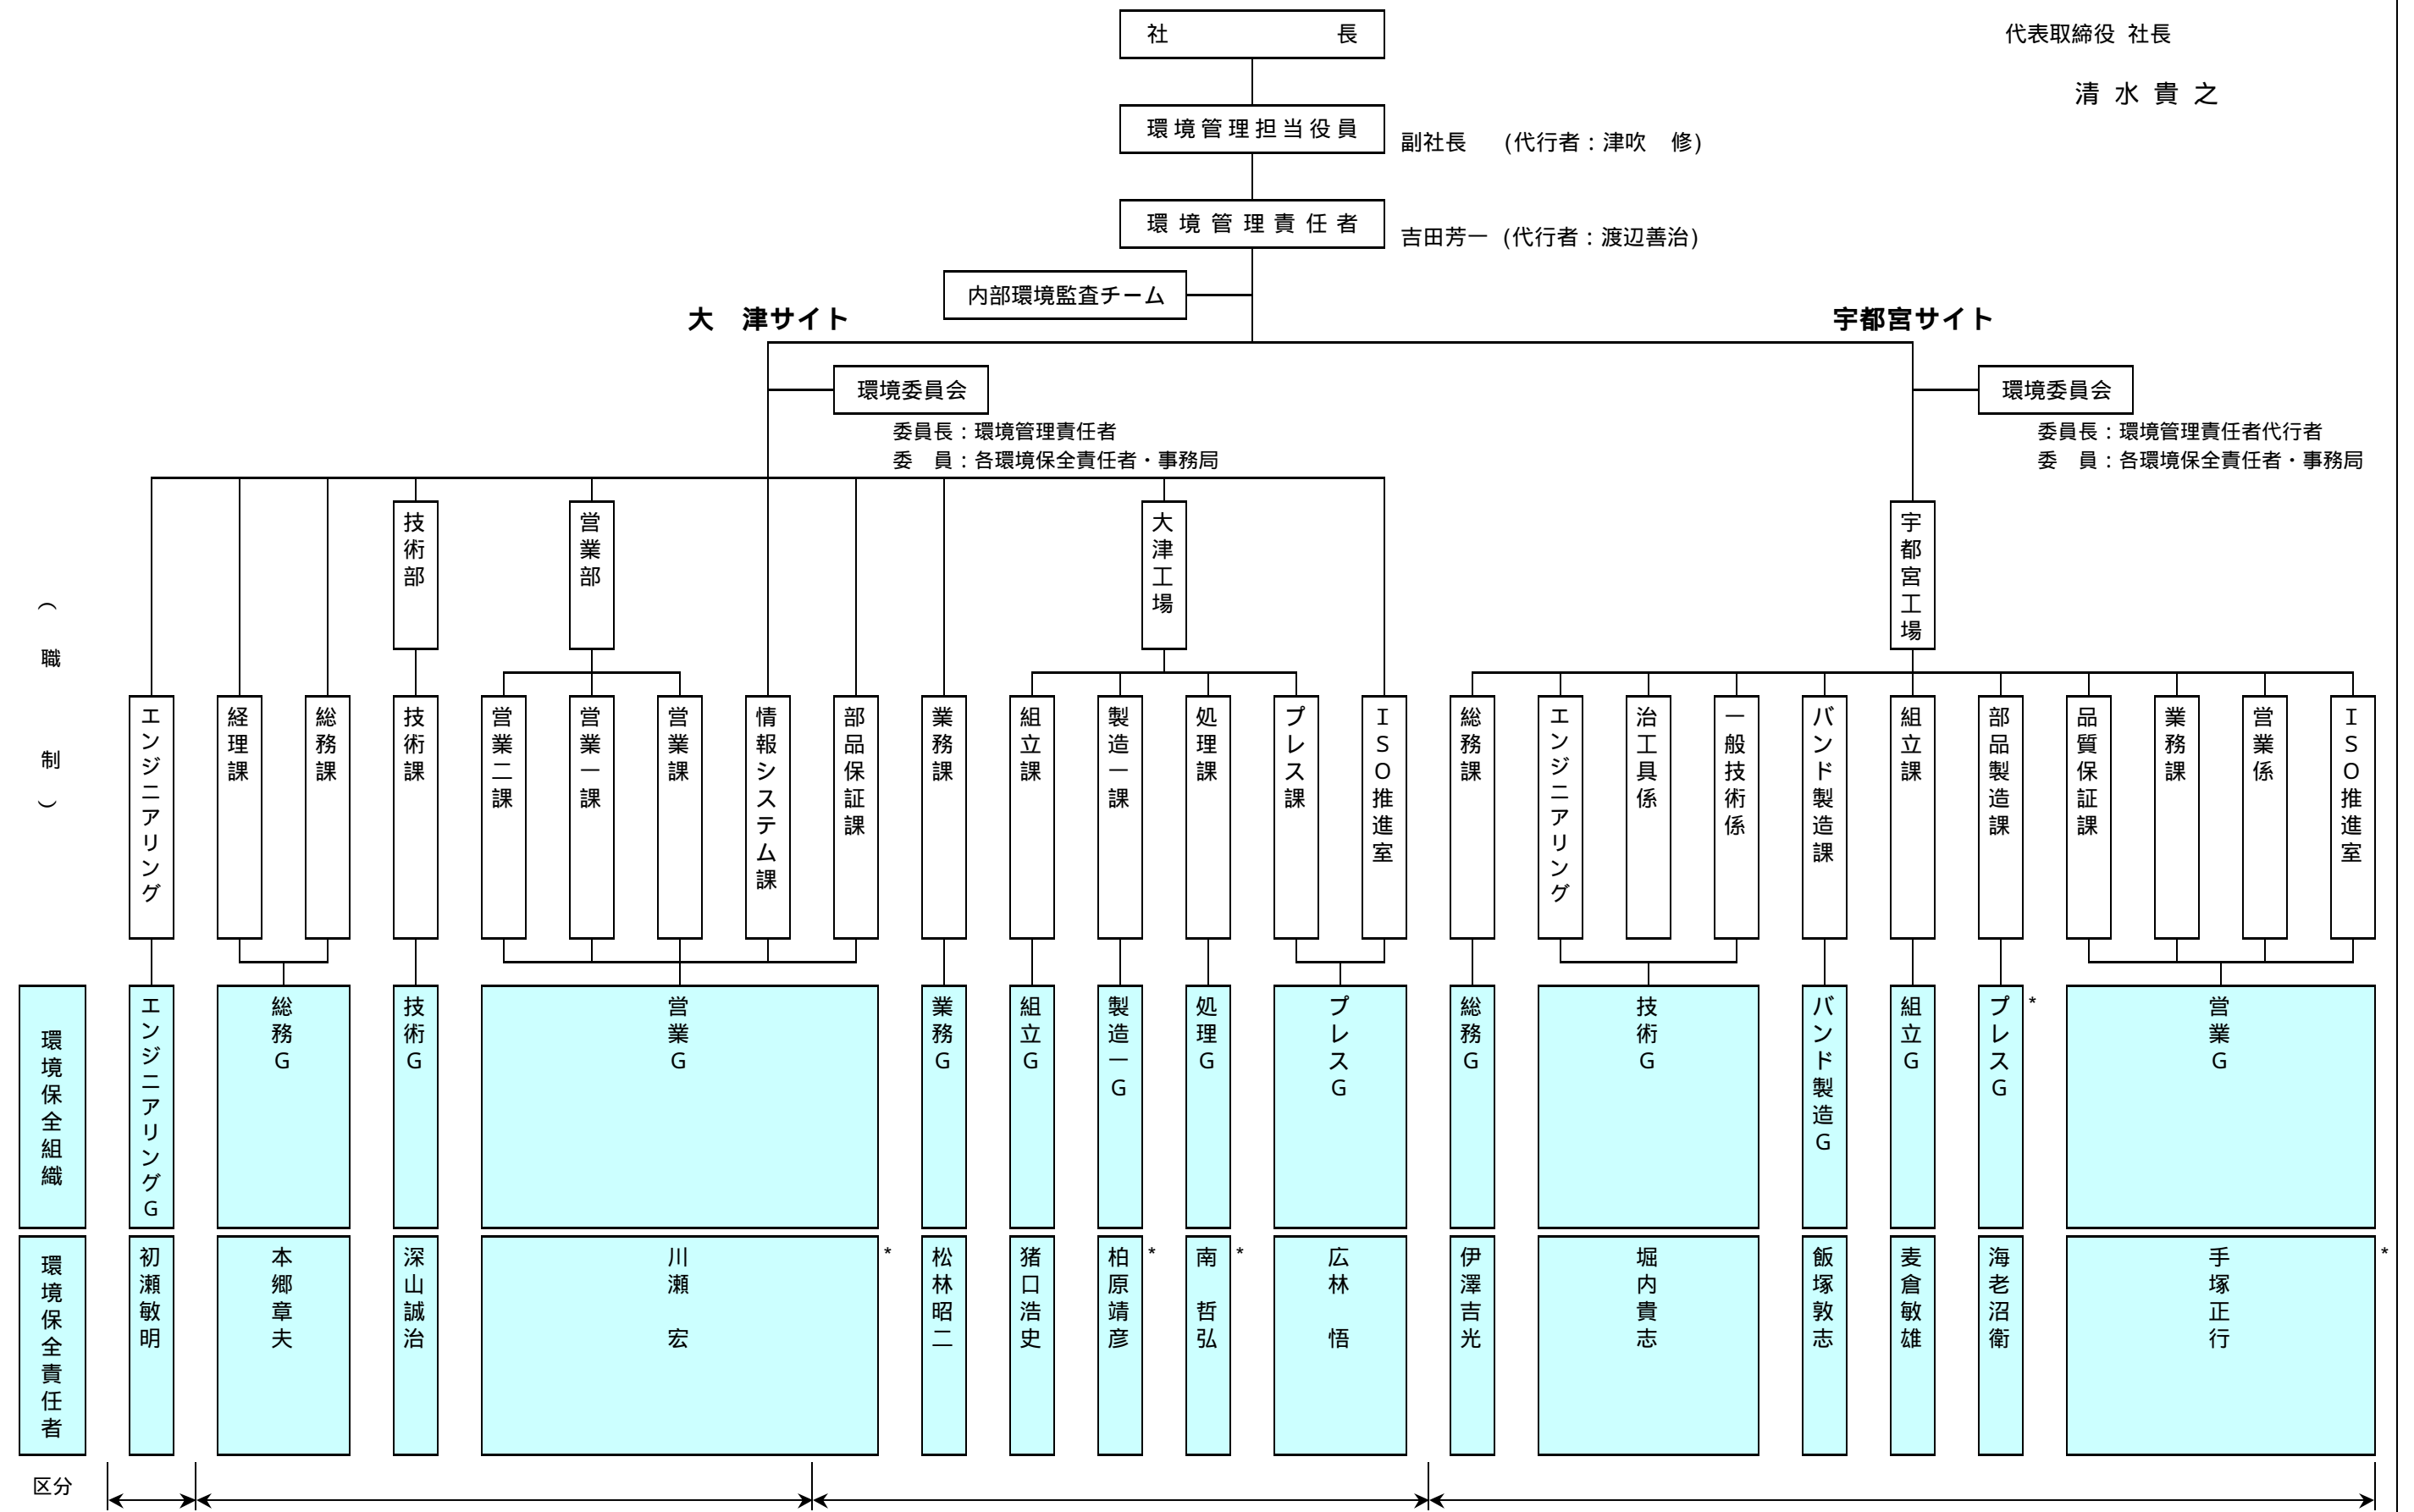 社　　　　　　　長
代表取締役 社長
清 水 貴 之
環境管理担当役員
副社長　(代行者：津吹　修)
環境管理責任者
吉田芳一 (代行者：渡辺善治)
内部環境監査チーム
大　津サイト
宇都宮サイト
環境委員会
委員長：環境管理責任者
委　員：各環境保全責任者・事務局
環境委員会
委員長：環境管理責任者代行者
委　員：各環境保全責任者・事務局
（職　制）
技術部
営業部
大津工場
宇都宮工場
エンジニアリング
経理課
総務課
技術課
営業二課
営業一課
営業課
情報システム課
部品保証課
業務課
組立課
製造一課
処理課
プレス課
ＩＳＯ推進室
総務課
エンジニアリング
治工具係
一般技術係
バンド製造課
組立課
部品製造課
品質保証課
業務課
営業係
ＩＳＯ推進室
環境保全組織
エンジニアリングＧ
総務Ｇ
技術Ｇ
営業Ｇ
業務Ｇ
組立Ｇ
製造一Ｇ
処理Ｇ
プレスＧ
総務Ｇ
技術Ｇ
バンド製造Ｇ
組立Ｇ
プレスＧ
*
営業Ｇ
環境保全責任者
初瀬敏明
本郷章夫
深山誠治
川瀬　宏
*
松林昭二
猪口浩史
柏原靖彦
*
南　哲弘
*
広林　悟
伊澤吉光
堀内貴志
飯塚敦志
麦倉敏雄
海老沼衛
手塚正行
*
区分